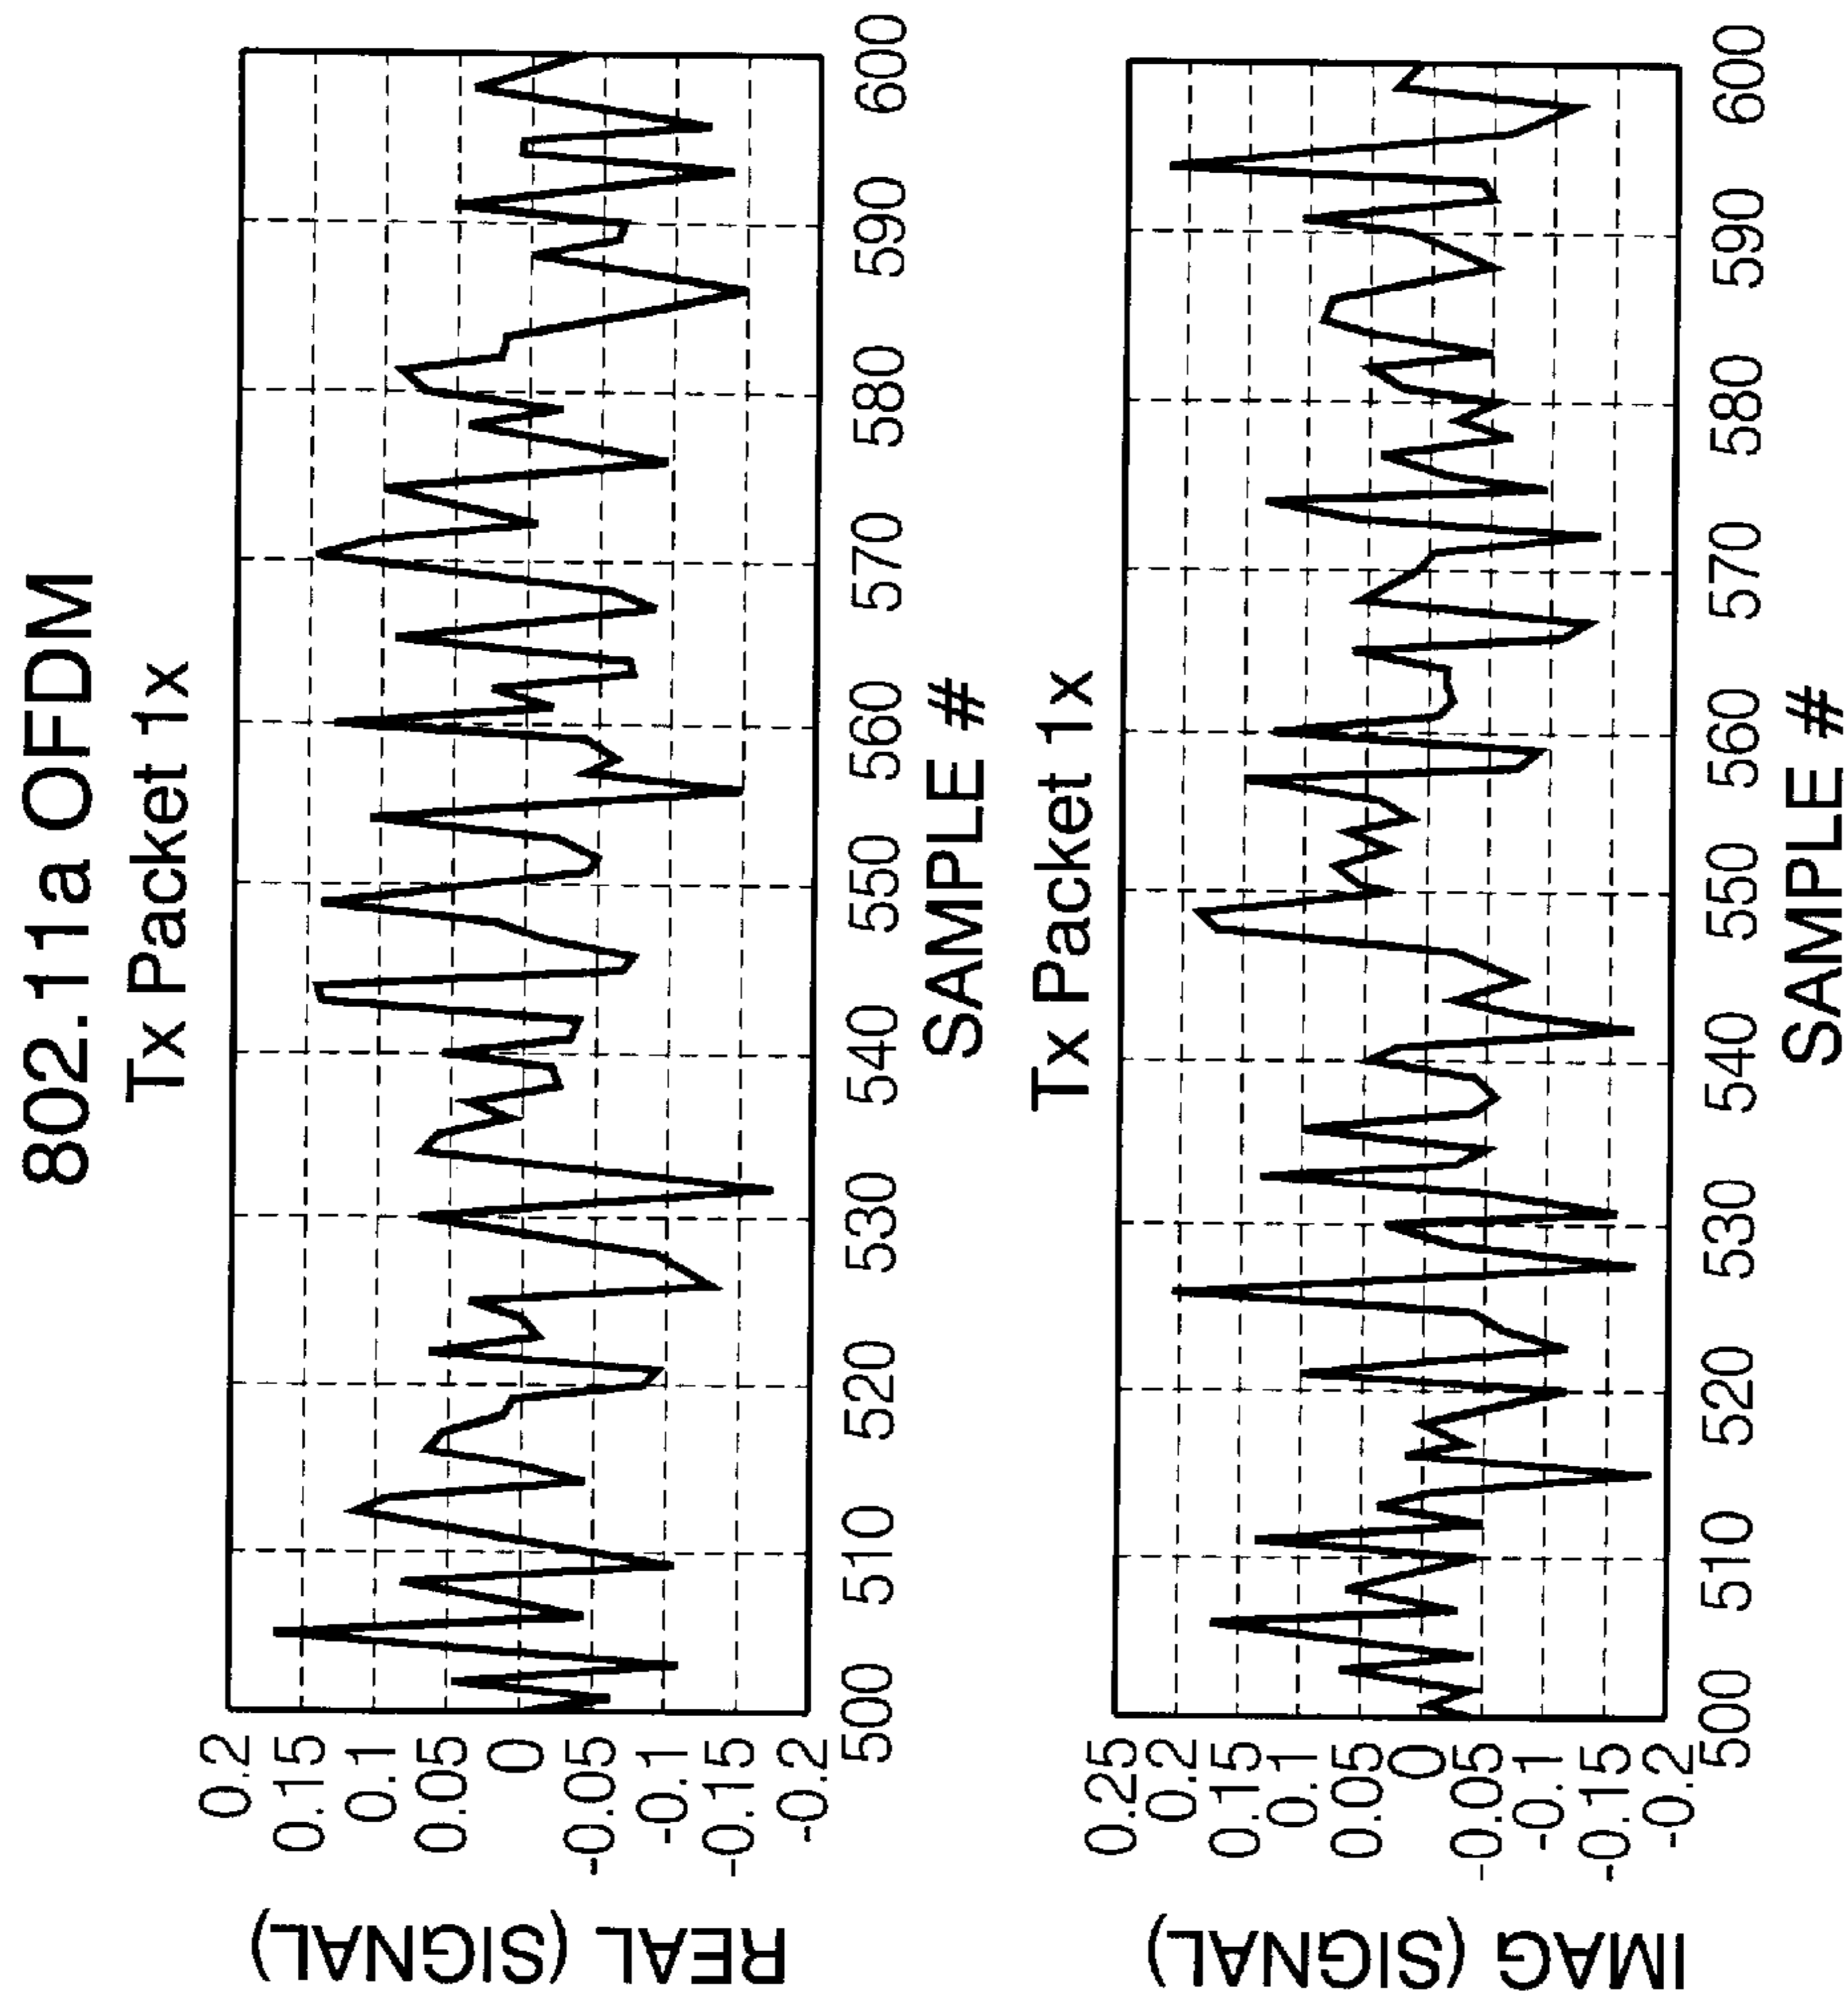 802.11a OFDM
Tx Packet 1x
REAL (SIGNAL)
0.2
0.15
0.1
0.05
0
-0.05
-0.1
-0.15
-0.2
500 510 520 530 540 550 560 570 580 590 600
SAMPLE #
Tx Packet 1x
IMAG (SIGNAL)
0.25
0.2
0.15
0.1
0.05
0
-0.05
-0.1
-0.15
-0.2
500 510 520 530 540 550 560 570 580 590 600
SAMPLE #